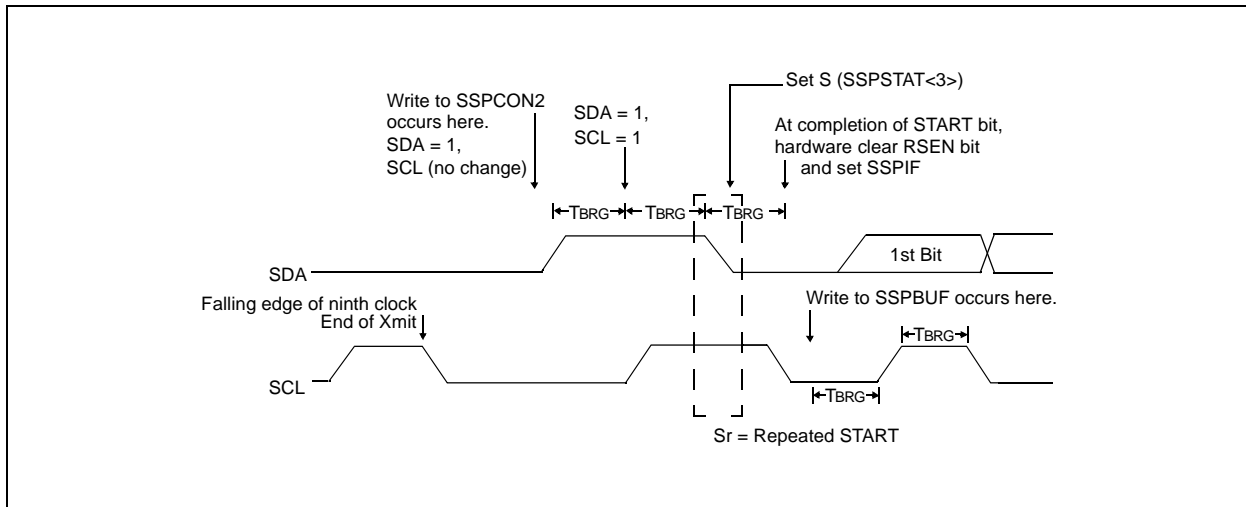 Set S (SSPSTAT<3>)
Write to SSPCON2
occurs here.
SDA = 1,
SCL (no change)
SDA = 1,
SCL = 1
At completion of START bit,
hardware clear RSEN bit
and set SSPIF
TBRG
TBRG
TBRG
SDA
1st Bit
Falling edge of ninth clock
End of Xmit
Write to SSPBUF occurs here.
TBRG
SCL
TBRG
Sr = Repeated START